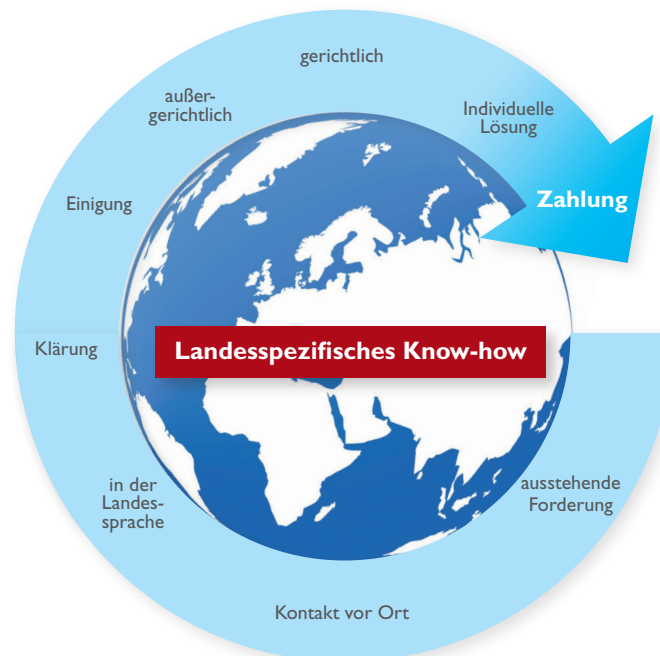 gerichtlich
außer-
gerichtlich
Individuelle
Lösung
Einigung
Zahlung
Klärung
Landesspezifisches Know-how
in der
Landes-
sprache
ausstehende
Forderung
Kontakt vor Ort